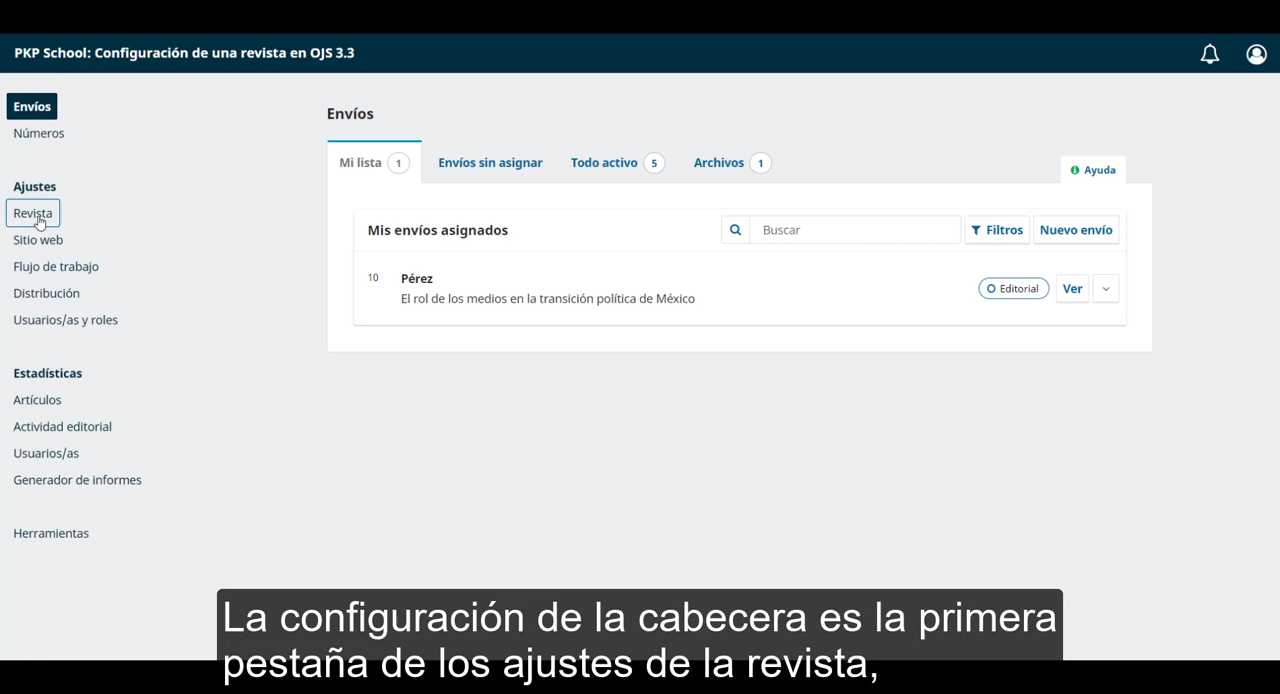 PKP School: Configuración de una revista en OJS 3.3
Envíos
Números
Ajustes
Revista
Sitio web
Flujo de trabajo
Distribución
Usuarios/as y roles
Estadísticas
Artículos
Actividad editorial
Usuarios/as
Generador de informes
Herramientas
Envíos
Mi lista 1 Envíos sin asignar Todo activo 5 Archivos 1
Ayuda
Mis envíos asignados Buscar Filtros Nuevo envío
10 Pérez
El rol de los medios en la transición política de México
Editorial Ver
La configuración de la cabecera es la primera
pestaña de los ajustes de la revista,